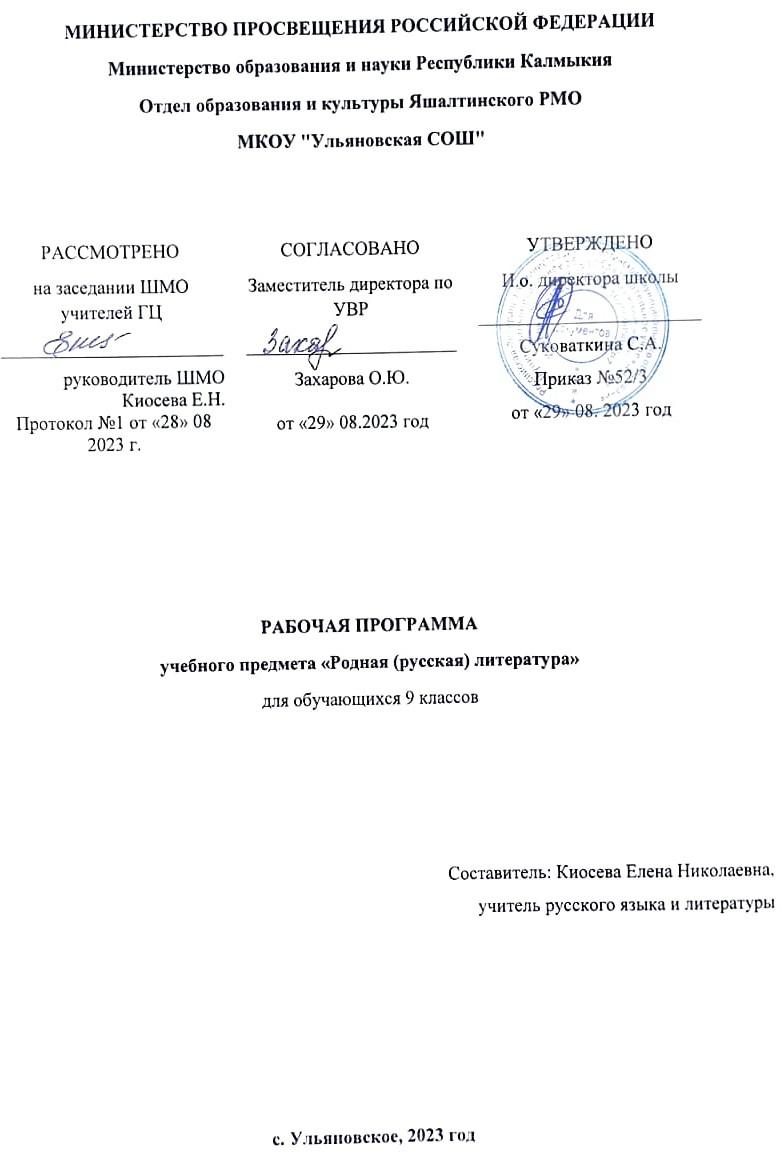 МИНИСТЕРСТВО ПРОСВЕЩЕНИЯ РОССИЙСКОЙ ФЕДЕРАЦИИ
Министерство образования и науки Республики Калмыкия
Отдел образования и культуры Яшалтинского РМО
МКОУ "Ульяновская СОШ"
РАССМОТРЕНО
на заседании ШМО
учителей ГЦ
руководитель ШМО
Киосева Е.Н.
Протокол №1 от «28» 08
2023 г.
СОГЛАСОВАНО
Заместитель директора по
УВР
Захарова О.Ю.
от «29» 08.2023 год
УТВЕРЖДЕНО
И.о. директора школы
Для
документов
Суковаткина С.А.
Приказ №52/3
от «29» 08. 2023 год
РАБОЧАЯ ПРОГРАММА
учебного предмета «Родная (русская) литература»
для обучающихся 9 классов
Составитель: Киосева Елена Николаевна,
учитель русского языка и литературы
с. Ульяновское, 2023 год